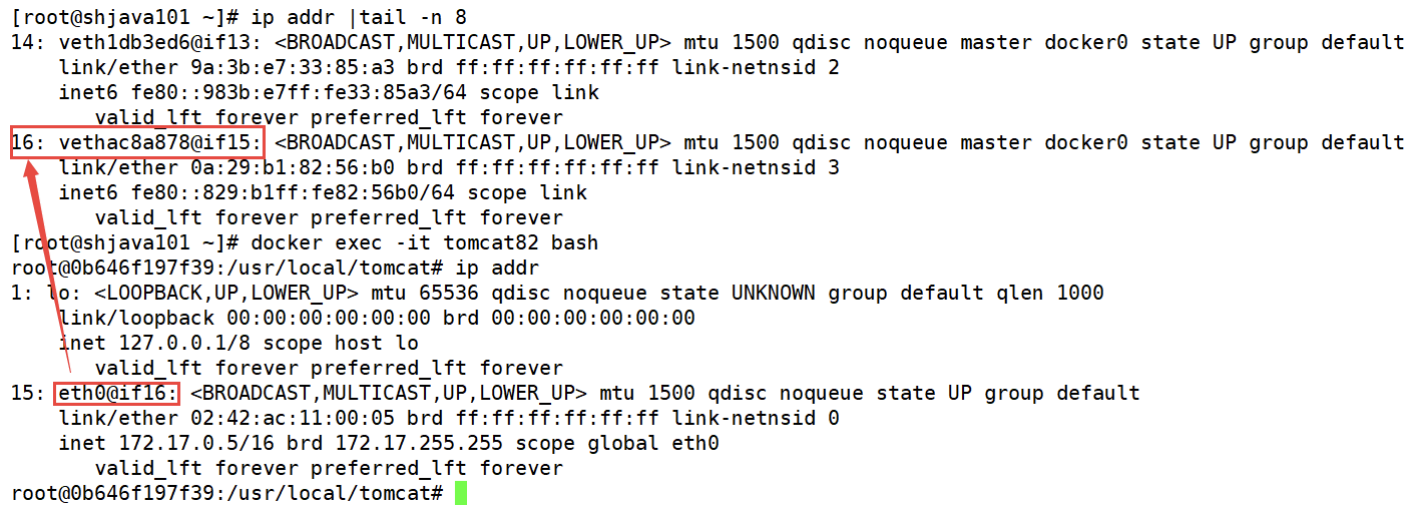 [root@shjava101 ~]# ip addr |tail -n 8
14: veth1db3ed6@if13: <BROADCAST,MULTICAST,UP,LOWER_UP> mtu 1500 qdisc noqueue master docker0 state UP group default
    link/ether 9a:3b:e7:33:85:a3 brd ff:ff:ff:ff:ff:ff link-netnsid 2
    inet6 fe80::983b:e7ff:fe33:85a3/64 scope link
       valid_lft forever preferred_lft forever
16: vethac8a878@if15: <BROADCAST,MULTICAST,UP,LOWER_UP> mtu 1500 qdisc noqueue master docker0 state UP group default
    link/ether 0a:29:b1:82:56:b0 brd ff:ff:ff:ff:ff:ff link-netnsid 3
    inet6 fe80::829:b1ff:fe82:56b0/64 scope link
       valid_lft forever preferred_lft forever
[root@shjava101 ~]# docker exec -it tomcat82 bash
root@0b646f197f39:/usr/local/tomcat# ip addr
1: lo: <LOOPBACK,UP,LOWER_UP> mtu 65536 qdisc noqueue state UNKNOWN group default qlen 1000
    link/loopback 00:00:00:00:00:00 brd 00:00:00:00:00:00
    inet 127.0.0.1/8 scope host lo
       valid_lft forever preferred_lft forever
15: eth0@if16: <BROADCAST,MULTICAST,UP,LOWER_UP> mtu 1500 qdisc noqueue state UP group default
    link/ether 02:42:ac:11:00:05 brd ff:ff:ff:ff:ff:ff link-netnsid 0
    inet 172.17.0.5/16 brd 172.17.255.255 scope global eth0
       valid_lft forever preferred_lft forever
root@0b646f197f39:/usr/local/tomcat#